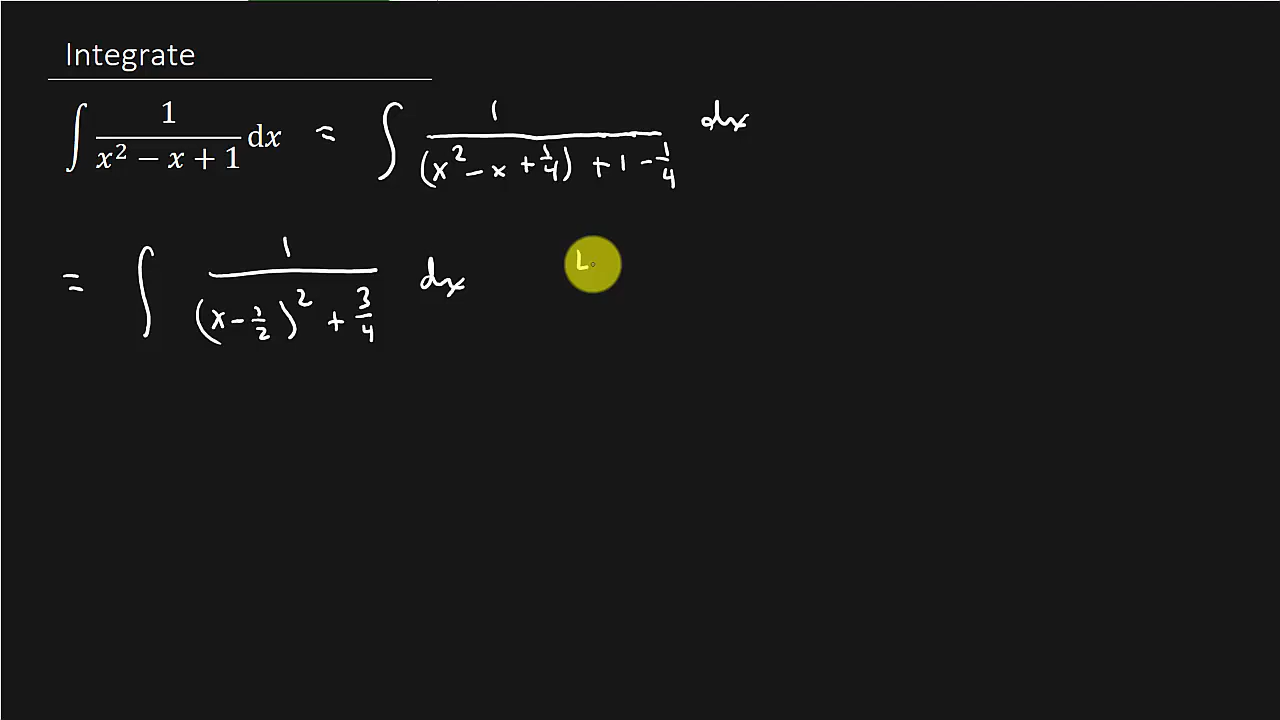 Integrate
∫ 1/(x² − x + 1) dx = ∫ 1/((x² − x + 1/4) + 1 − 1/4) dx
= ∫ 1/((x − 1/2)² + 3/4) dx L